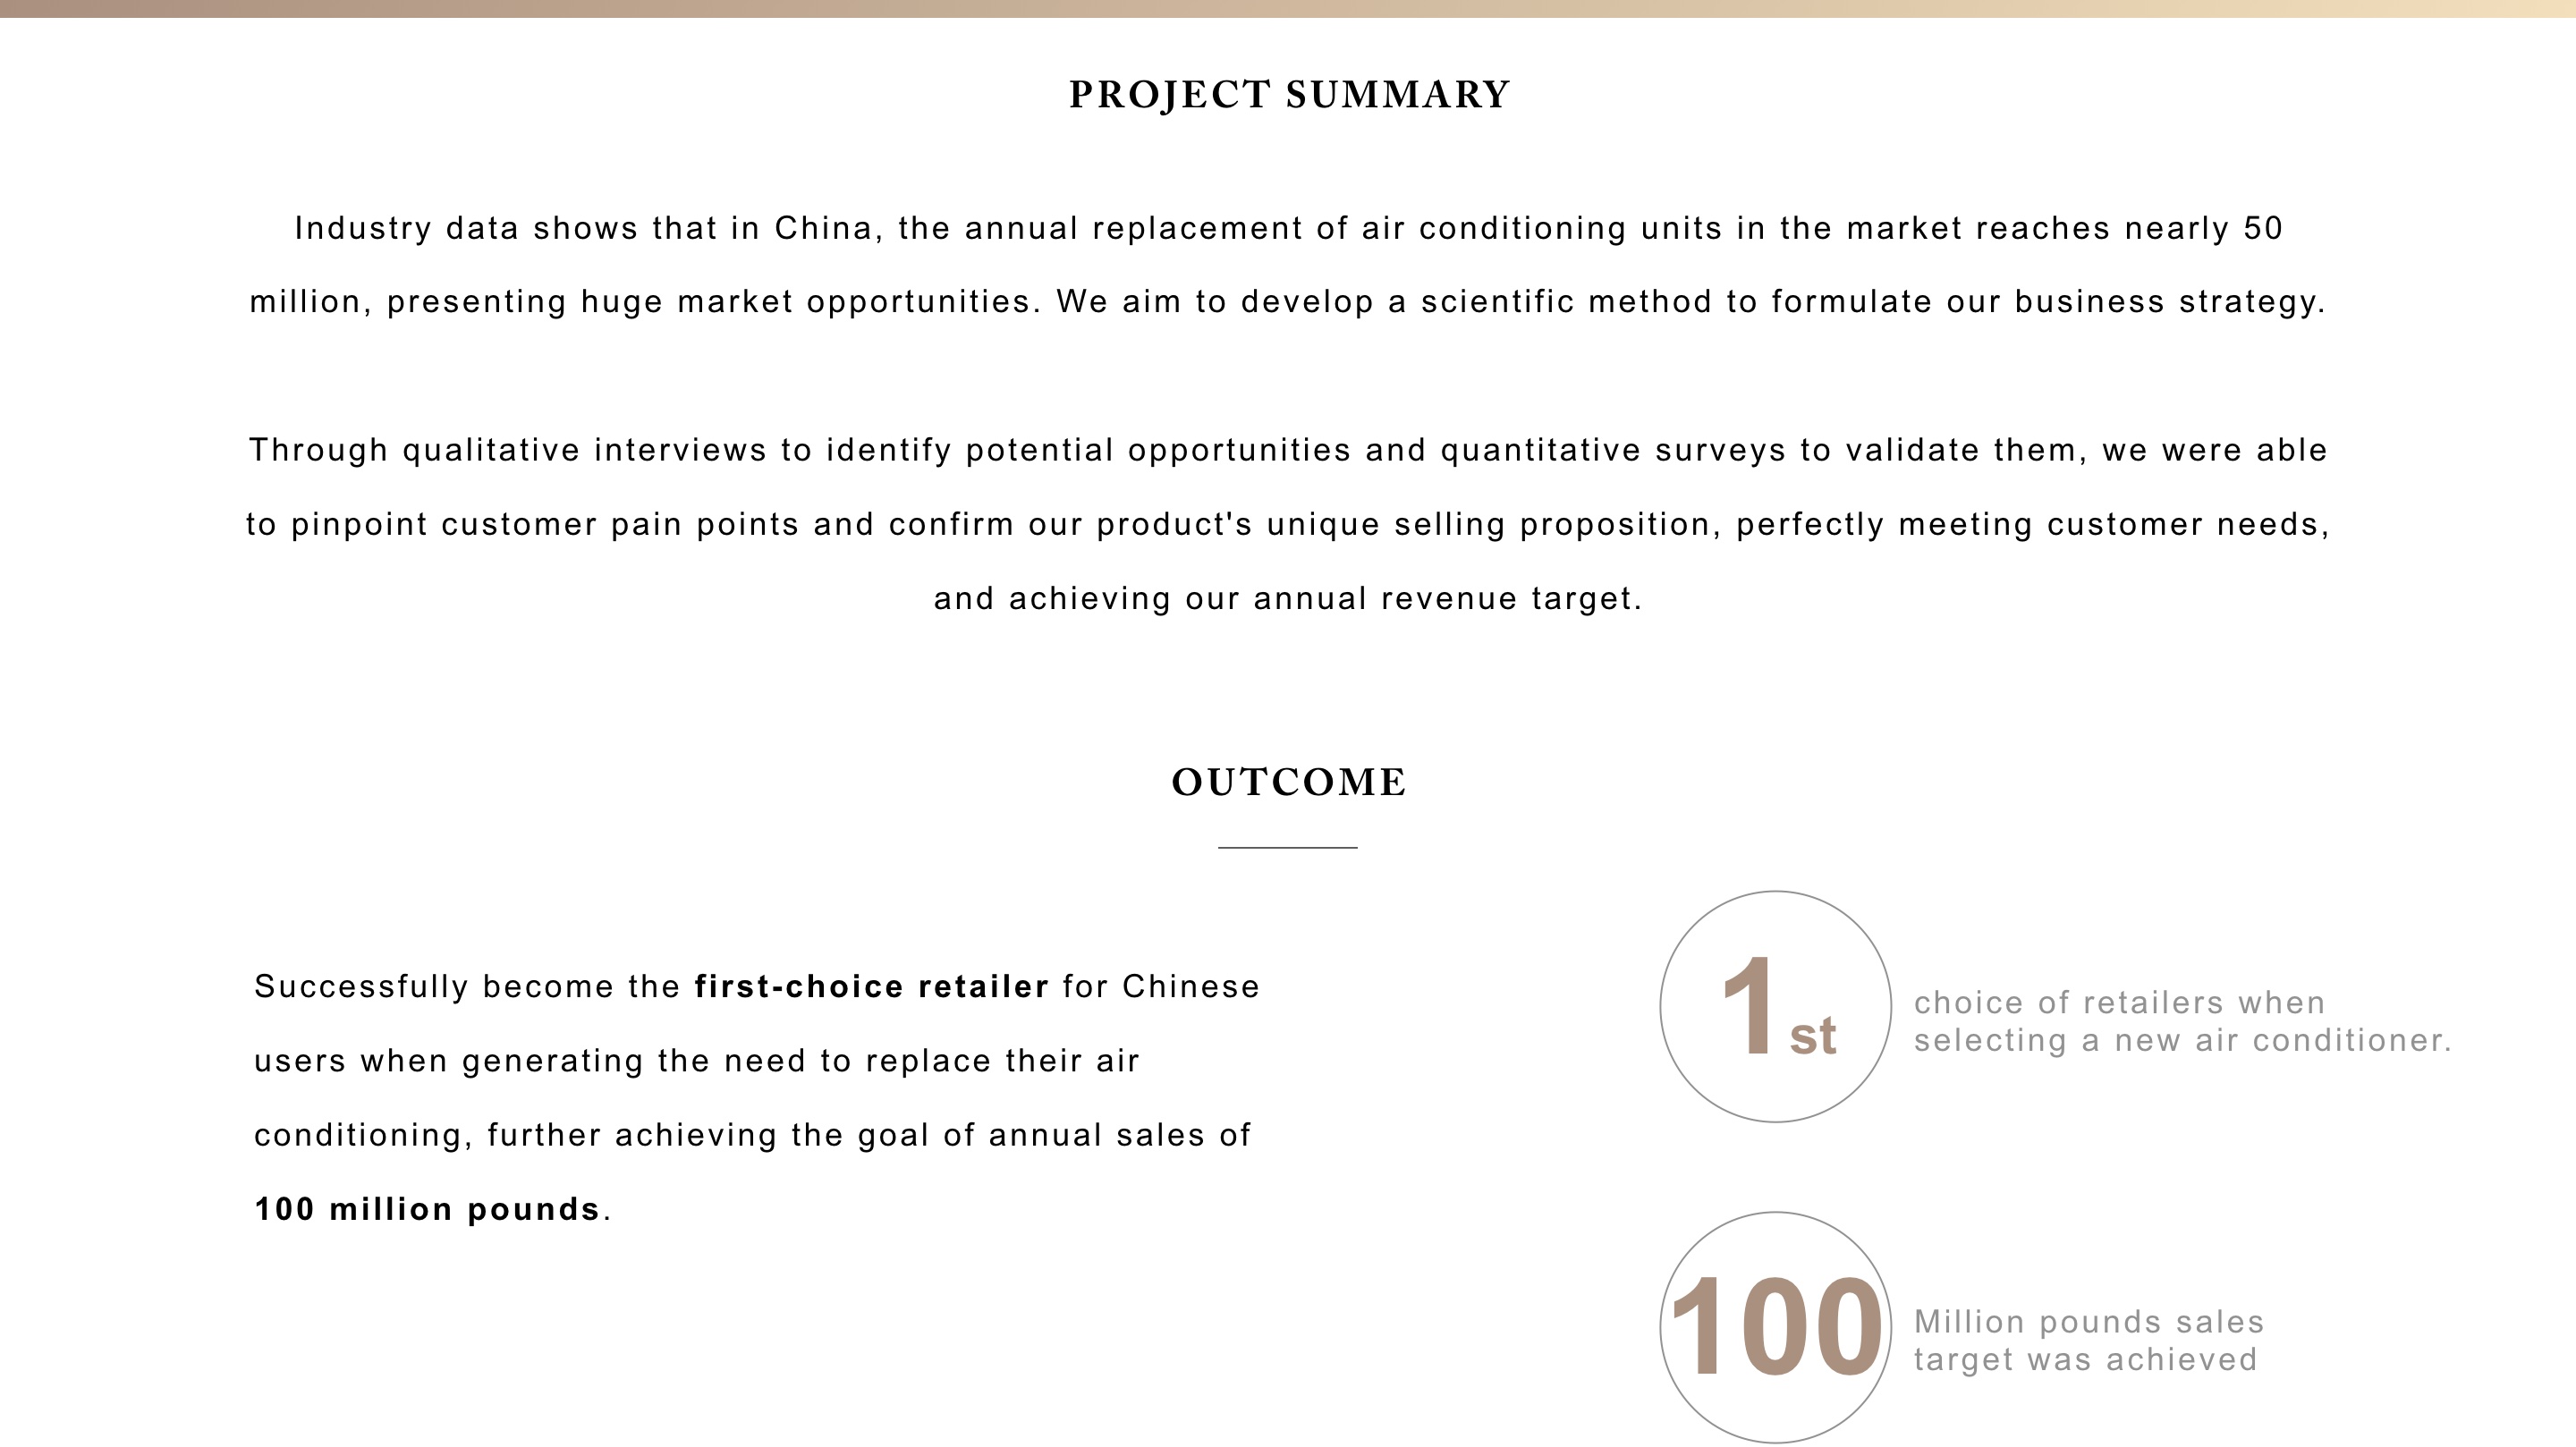 PROJECT SUMMARY
Industry data shows that in China, the annual replacement of air conditioning units in the market reaches nearly 50
million, presenting huge market opportunities. We aim to develop a scientific method to formulate our business strategy.
Through qualitative interviews to identify potential opportunities and quantitative surveys to validate them, we were able
to pinpoint customer pain points and confirm our product's unique selling proposition, perfectly meeting customer needs,
and achieving our annual revenue target.
OUTCOME
Successfully become the first-choice retailer for Chinese
users when generating the need to replace their air
conditioning, further achieving the goal of annual sales of
100 million pounds.
1st
choice of retailers when
selecting a new air conditioner.
100
Million pounds sales
target was achieved